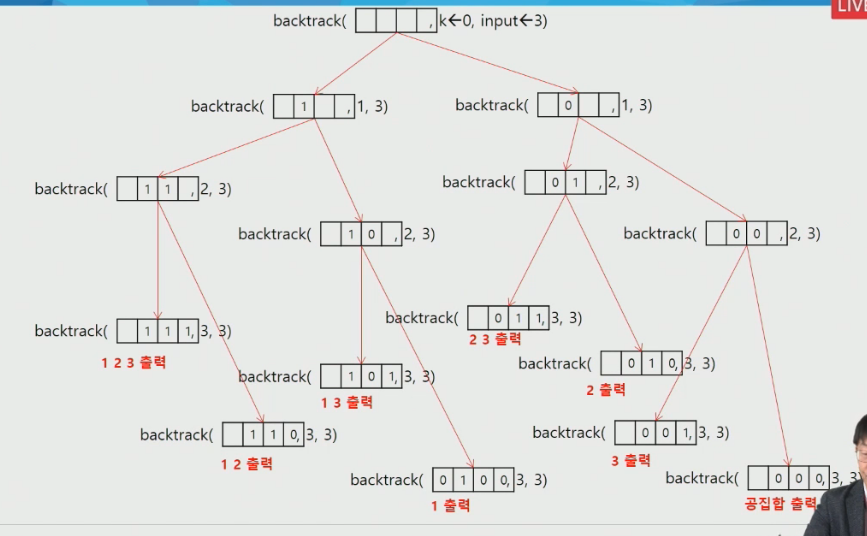 LIVE
backtrack( , k←0, input←3)
backtrack( 1 , 1, 3)
backtrack( 0 , 1, 3)
backtrack( 1 1 , 2, 3)
backtrack( 0 1 , 2, 3)
backtrack( 1 0 , 2, 3)
backtrack( 0 0 , 2, 3)
backtrack( 1 1 1, 3, 3)
1 2 3 출력
backtrack( 0 1 1, 3, 3)
2 3 출력
backtrack( 1 0 1, 3, 3)
1 3 출력
backtrack( 0 1 0, 3, 3)
2 출력
backtrack( 1 1 0, 3, 3)
1 2 출력
backtrack( 0 0 1, 3, 3)
3 출력
backtrack( 0 1 0 0, 3, 3)
1 출력
backtrack( 0 0 0, 3, 3
공집합 출력